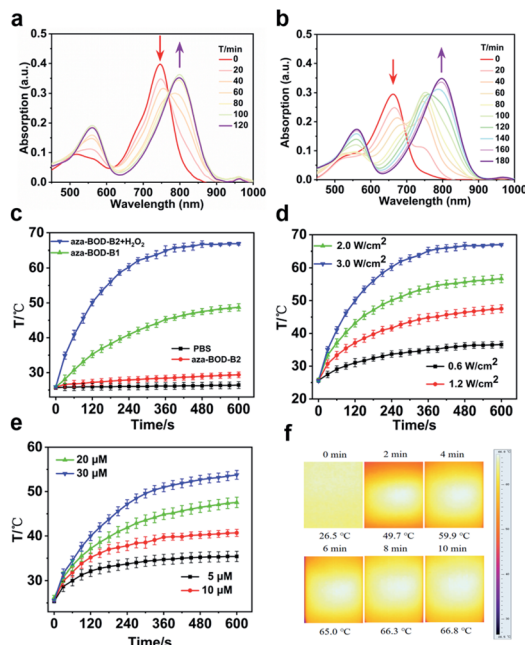 a
T/min
0
20
40
60
80
100
120
Absorption (a.u.)
0.5
0.4
0.3
0.2
0.1
0.0
500 600 700 800 900 1000
Wavelength (nm)
b
T/min
0
20
40
60
80
100
120
140
160
180
Absorption (a.u.)
0.5
0.4
0.3
0.2
0.1
0.0
500 600 700 800 900 1000
Wavelength (nm)
c
aza-BOD-B2+H₂O₂
aza-BOD-B1
PBS
aza-BOD-B2
T/℃
70
60
50
40
30
0 120 240 360 480 600
Time/s
d
2.0 W/cm²
3.0 W/cm²
0.6 W/cm²
1.2 W/cm²
T/℃
70
60
50
40
30
0 120 240 360 480 600
Time/s
e
20 μM
30 μM
5 μM
10 μM
T/℃
60
50
40
30
0 120 240 360 480 600
Time/s
f
0 min 2 min 4 min
26.5 ℃ 49.7 ℃ 59.9 ℃
6 min 8 min 10 min
65.0 ℃ 66.3 ℃ 66.8 ℃